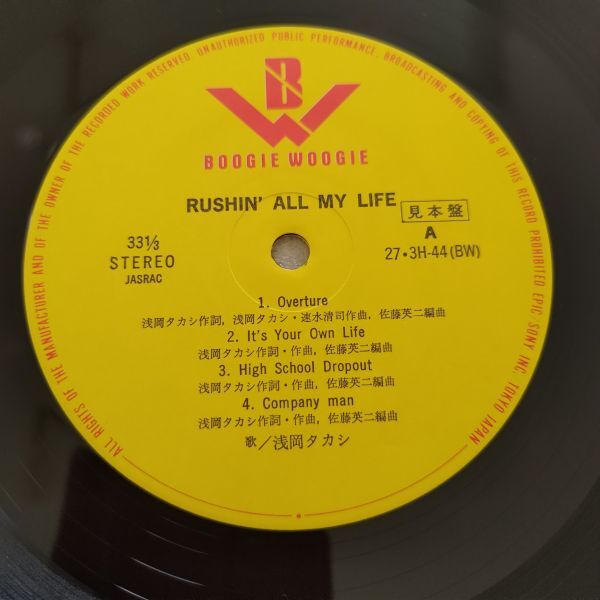 ALL RIGHTS OF THE MANUFACTURER AND OF THE OWNER OF THE RECORDED WORK RESERVED. UNAUTHORIZED PUBLIC PERFORMANCE, BROADCASTING AND COPYING OF THIS RECORD PROHIBITED EPIC/SONY INC. TOKYO JAPAN
B
W
BOOGIE WOOGIE
RUSHIN' ALL MY LIFE 見本盤
33⅓ A
STEREO 27•3H-44(BW)
JASRAC
1. Overture
浅岡タカシ作詞, 浅岡タカシ・速水清司作曲, 佐藤英二編曲
2. It's Your Own Life
浅岡タカシ作詞・作曲, 佐藤英二編曲
3. High School Dropout
浅岡タカシ作詞・作曲, 佐藤英二編曲
4. Company man
浅岡タカシ作詞・作曲, 佐藤英二編曲
歌／浅岡タカシ